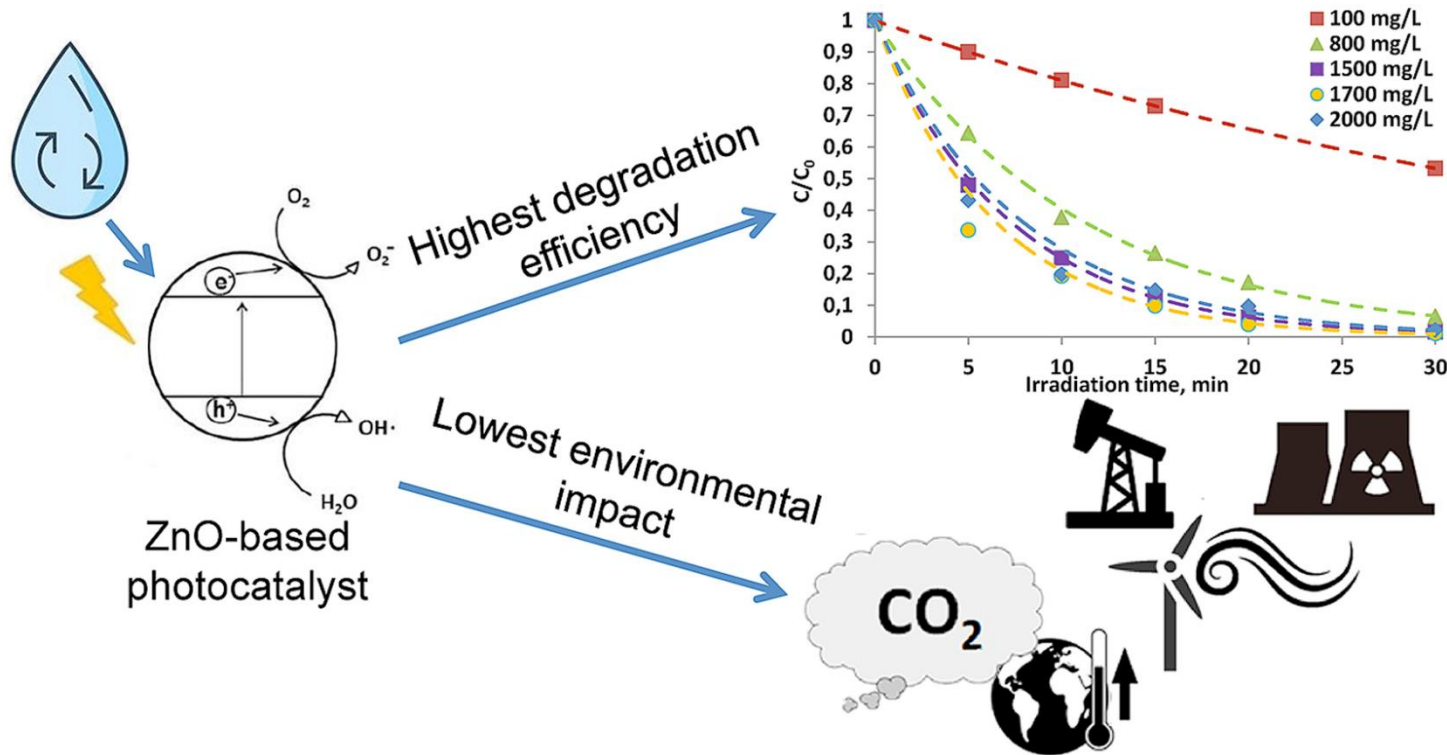 O₂
O₂⁻
e⁻
h⁺
OH·
H₂O
ZnO-based
photocatalyst
Highest degradation
efficiency
Lowest environmental
impact
100 mg/L
800 mg/L
1500 mg/L
1700 mg/L
2000 mg/L
C/C₀
1
0,9
0,8
0,7
0,6
0,5
0,4
0,3
0,2
0,1
0
0 5 10 15 20 25 30
Irradiation time, min
CO₂